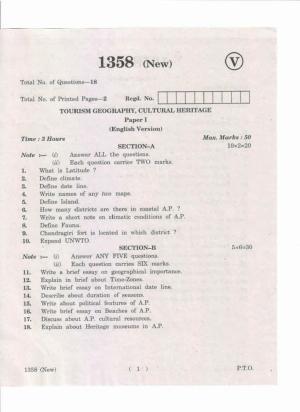 1358 (New)
V
Total No. of Questions—18
Total No. of Printed Pages—2 Regd. No.
TOURISM GEOGRAPHY, CULTURAL HERITAGE
Paper I
(English Version)
Time : 3 Hours Max. Marks : 50
SECTION-A 10×2=20
Note :— (i) Answer ALL the questions.
(ii) Each question carries TWO marks.
1. What is Latitude ?
2. Define climate.
3. Define date line.
4. Write names of any two maps.
5. Define Island.
6. How many districts are there in coastal A.P. ?
7. Write a short note on climatic conditions of A.P.
8. Define Fauna.
9. Chandragiri fort is located in which district ?
10. Expand UNWTO.
SECTION-B 5×6=30
Note :— (i) Answer ANY FIVE questions.
(ii) Each question carries SIX marks.
11. Write a brief essay on geographical importance.
12. Explain in brief about Time-Zones.
13. Write brief essay on International date line.
14. Describe about duration of seasons.
15. Write about political features of A.P.
16. Write brief essay on Beaches of A.P.
17. Discuss about A.P. cultural resources.
18. Explain about Heritage museums in A.P.
1358 (New) ( 1 ) P.T.O.